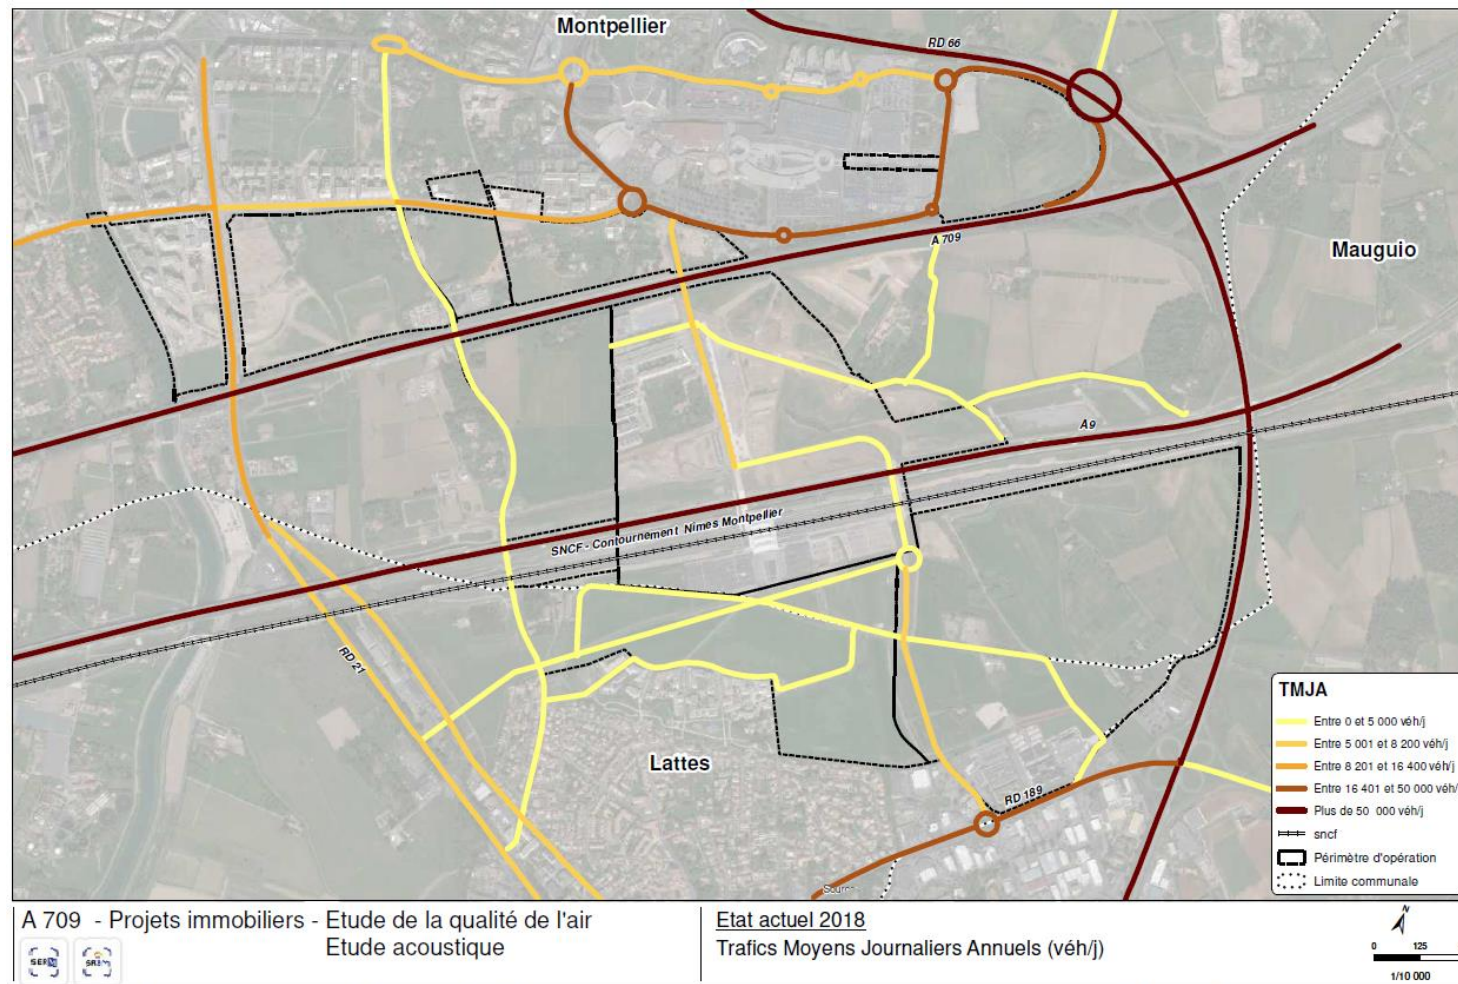 Montpellier
RD 66
Mauguio
A 709
A9
SNCF - Contournement Nîmes Montpellier
RD 21
Lattes
RD 189
TMJA
Entre 0 et 5 000 véh/j
Entre 5 001 et 8 200 véh/j
Entre 8 201 et 16 400 véh/j
Entre 16 401 et 50 000 véh/
Plus de 50 000 véh/j
sncf
Périmètre d'opération
Limite communale
A 709 - Projets immobiliers - Etude de la qualité de l'air
Etude acoustique
Etat actuel 2018
Trafics Moyens Journaliers Annuels (véh/j)
N
0 125
1/10 000